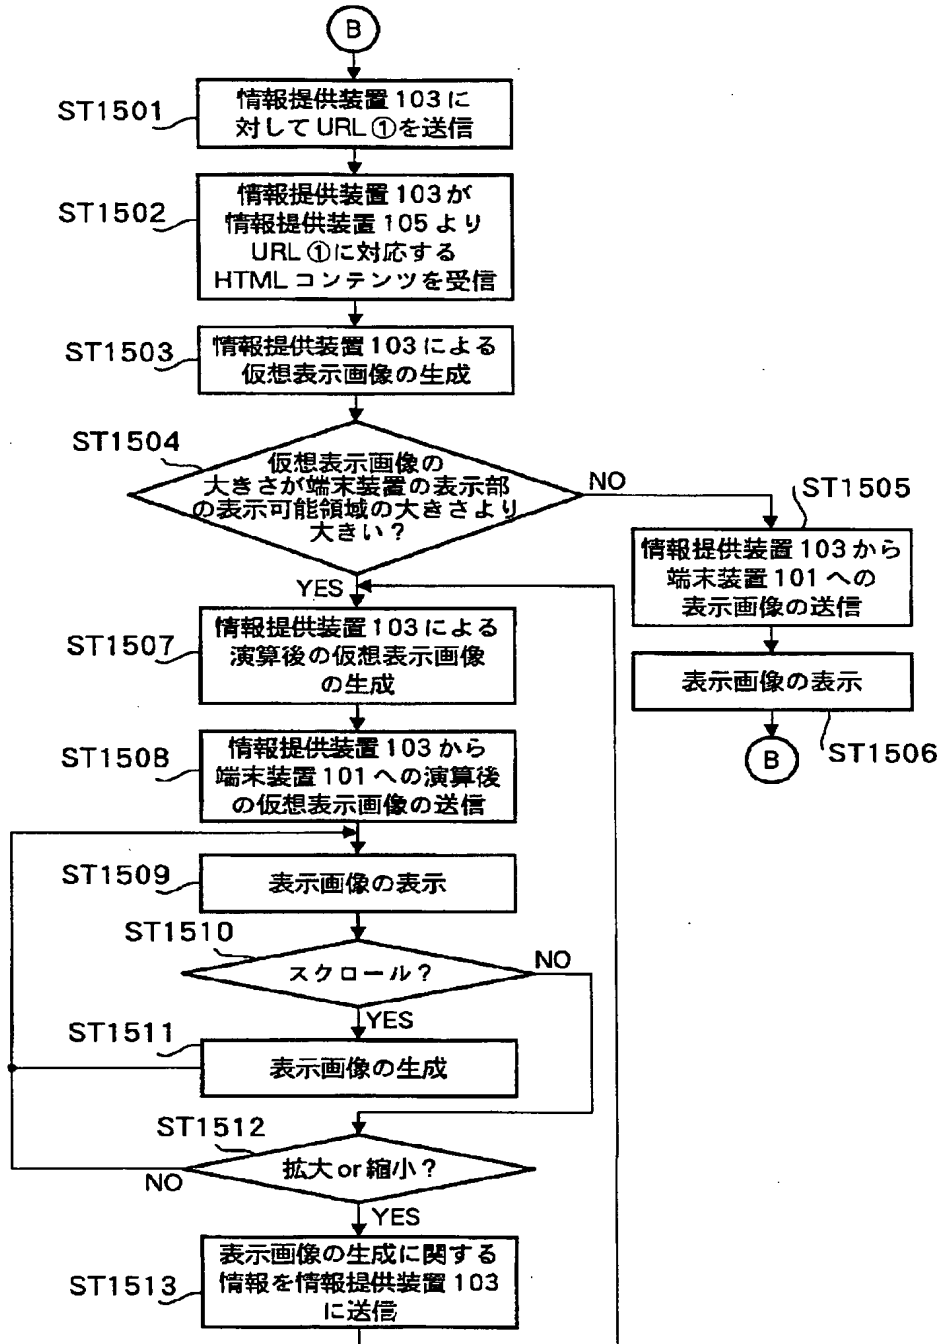 B
ST1501
情報提供装置103に
対してURL①を送信
ST1502
情報提供装置103が
情報提供装置105より
URL①に対応する
HTMLコンテンツを受信
ST1503
情報提供装置103による
仮想表示画像の生成
ST1504
仮想表示画像の
大きさが端末装置の表示部
の表示可能領域の大きさより
大きい?
NO
YES
ST1505
情報提供装置103から
端末装置101への
表示画像の送信
表示画像の表示
ST1506
B
ST1507
情報提供装置103による
演算後の仮想表示画像
の生成
ST1508
情報提供装置103から
端末装置101への演算後
の仮想表示画像の送信
ST1509
表示画像の表示
ST1510
スクロール?
NO
YES
ST1511
表示画像の生成
ST1512
拡大or縮小?
NO
YES
ST1513
表示画像の生成に関する
情報を情報提供装置103
に送信